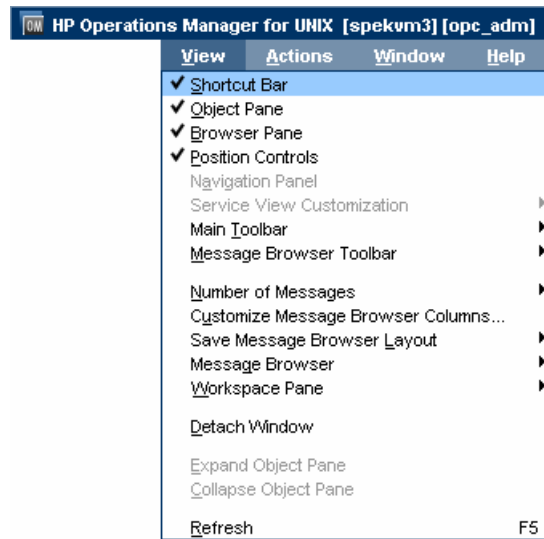 OM HP Operations Manager for UNIX [spekvm3] [opc_adm]
View Actions Window Help
Shortcut Bar
Object Pane
Browser Pane
Position Controls
Navigation Panel
Service View Customization
Main Toolbar
Message Browser Toolbar
Number of Messages
Customize Message Browser Columns...
Save Message Browser Layout
Message Browser
Workspace Pane
Detach Window
Expand Object Pane
Collapse Object Pane
Refresh F5